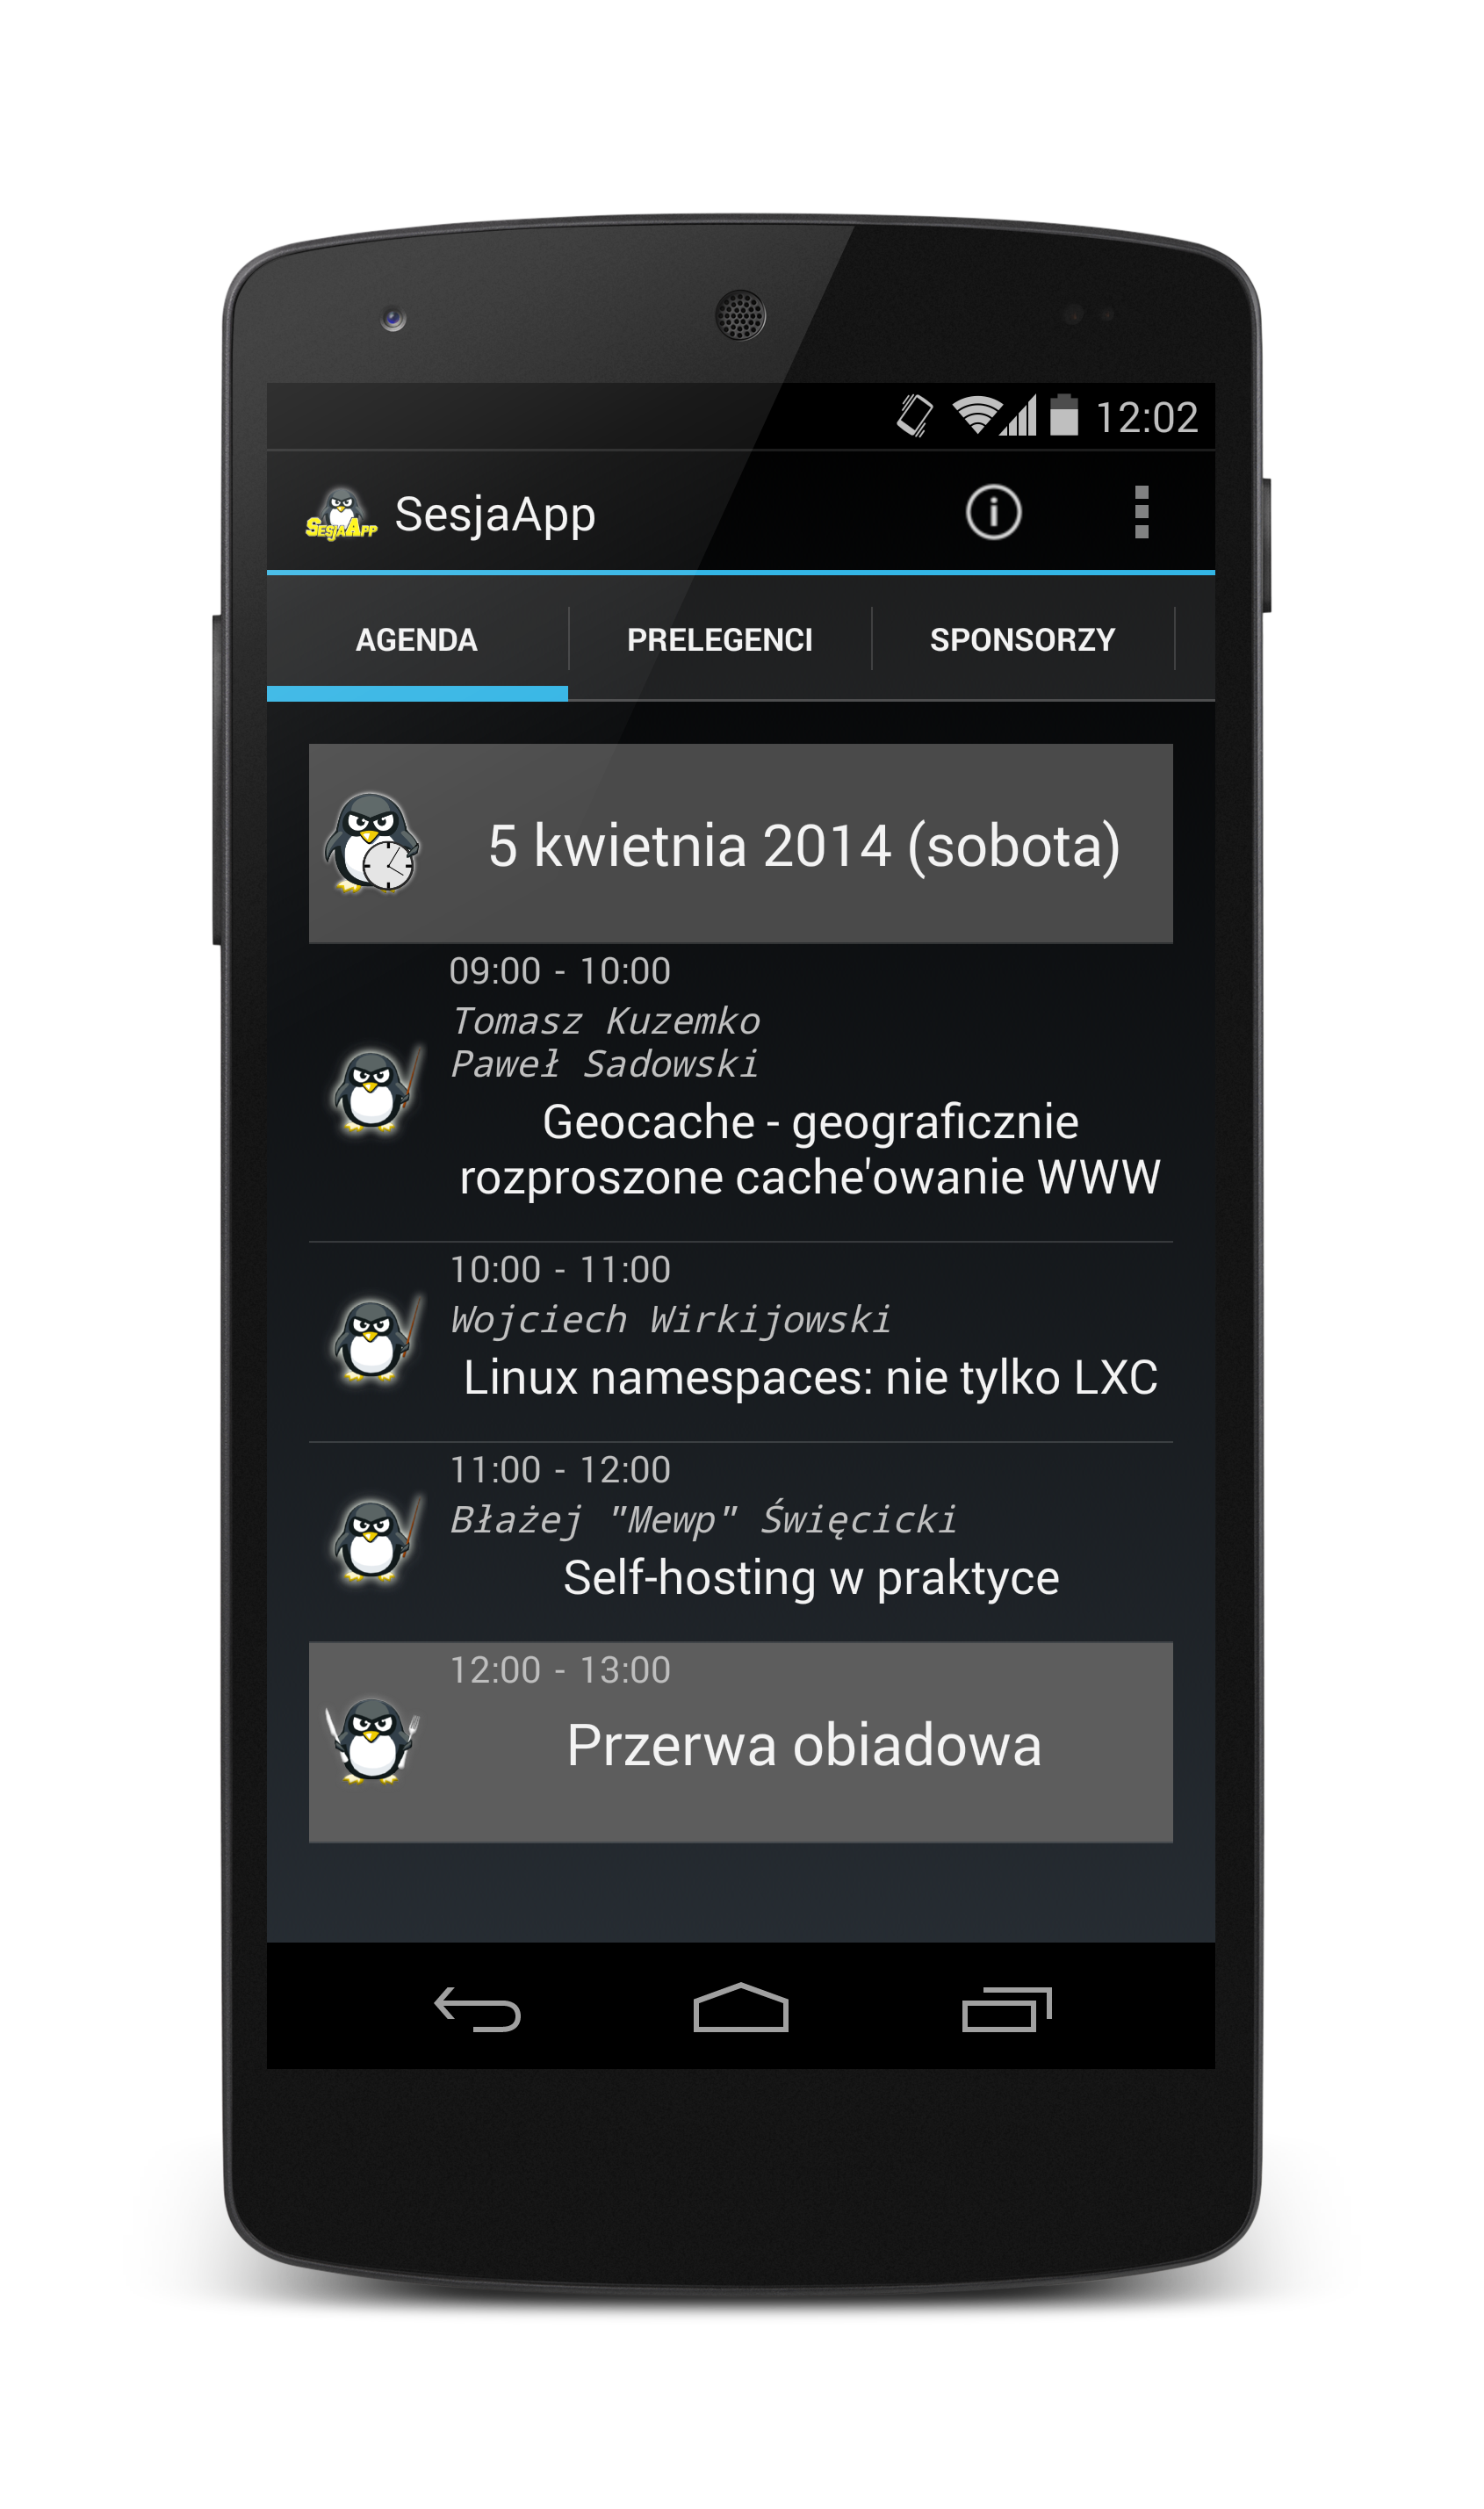 12:02
SesjaApp
SesjaApp
AGENDA
PRELEGENCI
SPONSORZY
5 kwietnia 2014 (sobota)
09:00 - 10:00
Tomasz Kuzemko
Paweł Sadowski
Geocache - geograficznie
rozproszone cache'owanie WWW
10:00 - 11:00
Wojciech Wirkijowski
Linux namespaces: nie tylko LXC
11:00 - 12:00
Błażej "Mewp" Święcicki
Self-hosting w praktyce
12:00 - 13:00
Przerwa obiadowa